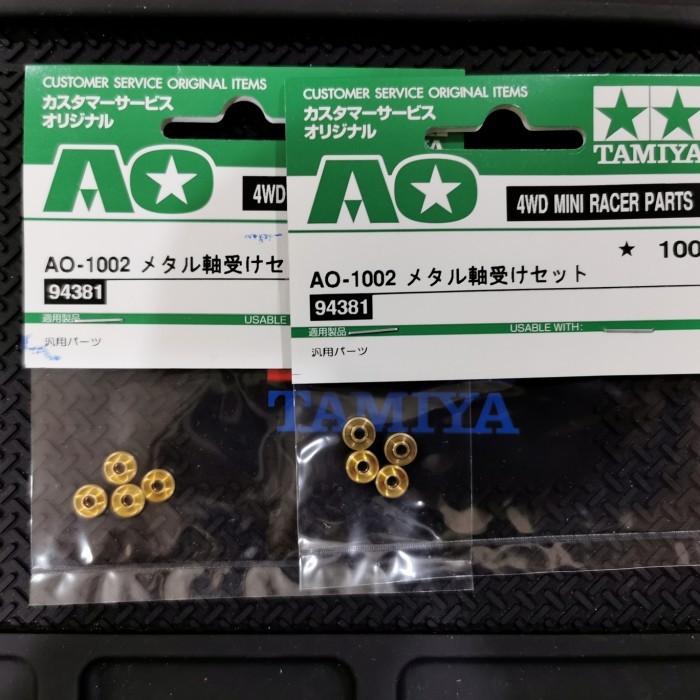 CUSTOMER SERVICE ORIGINAL ITEMS
カスタマーサービス
オリジナル
AO
4WD
AO-1002 メタル軸受けセ
94381
適用製品
USABLE
汎用パーツ
CUSTOMER SERVICE ORIGINAL ITEMS
カスタマーサービス
オリジナル
TAMIYA
AO
4WD MINI RACER PARTS
★ 100
AO-1002 メタル軸受けセット
94381
適用製品
USABLE WITH:
汎用パーツ
TAMIYA